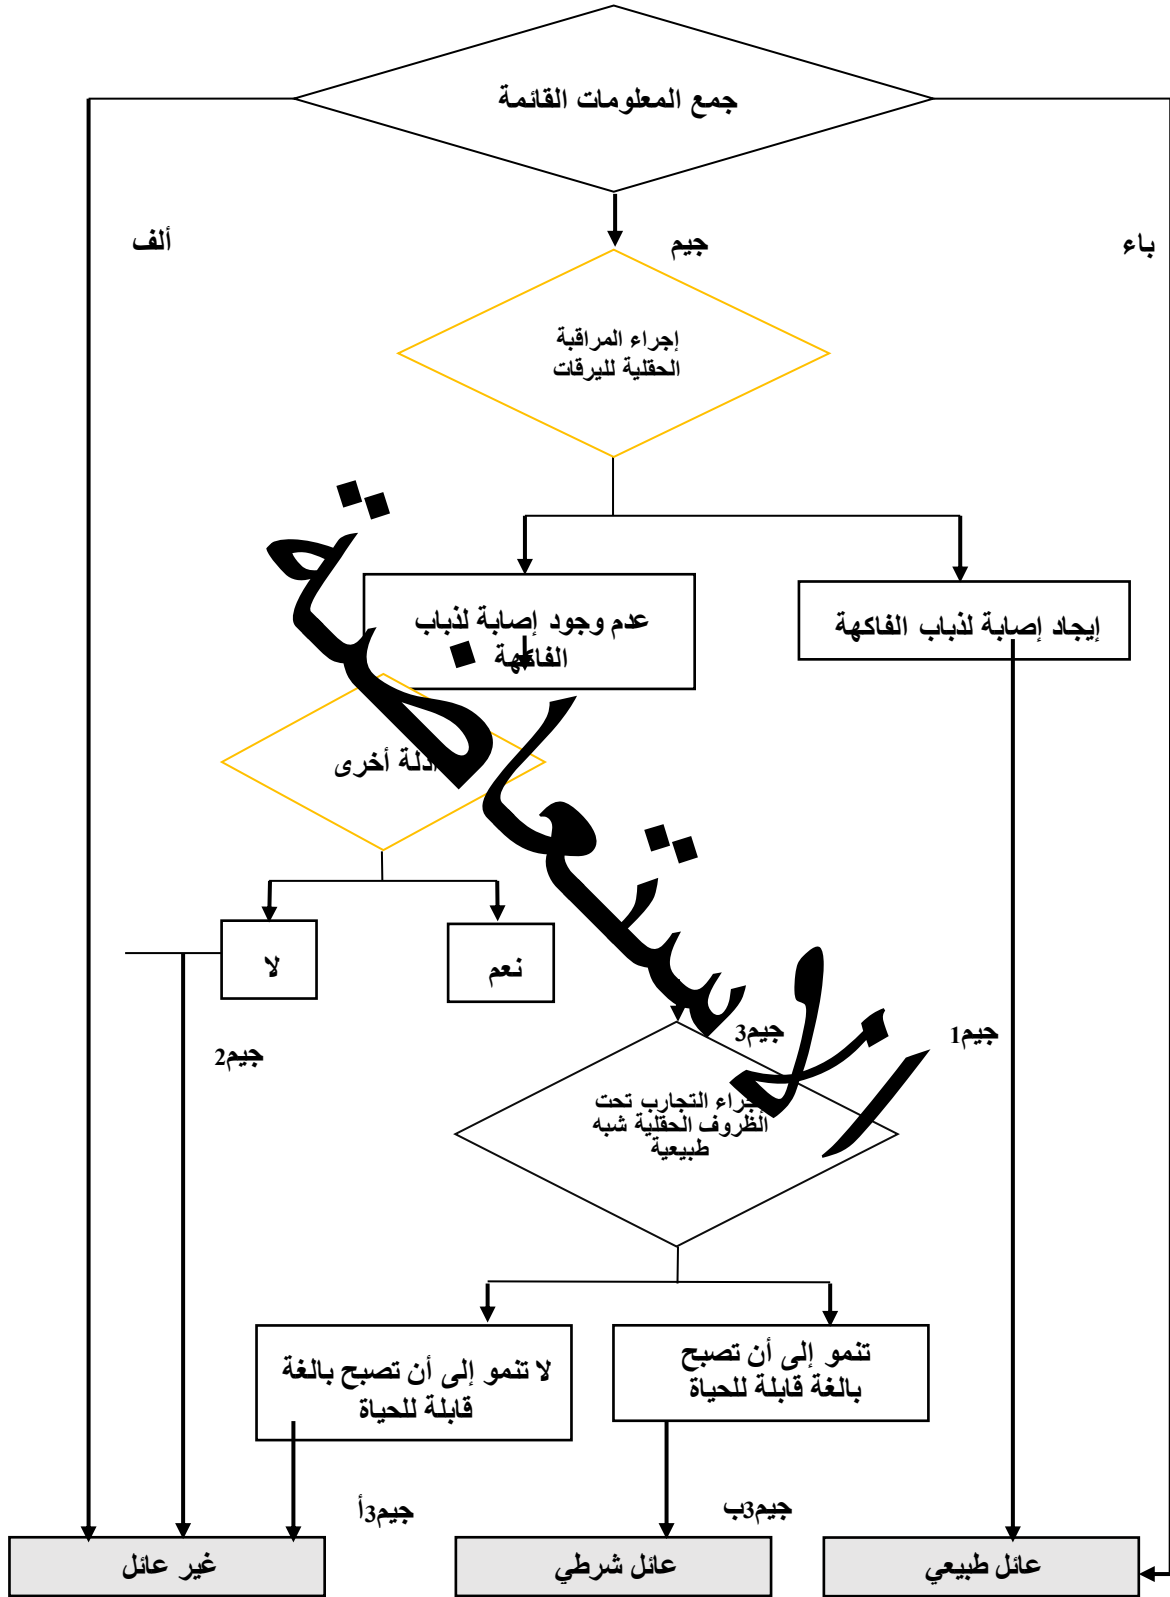 جمع المعلومات القائمة
ألف
جيم
باء
إجراء المراقبة
الحقلية لليرقات
إيجاد إصابة لذباب الفاكهة
عدم وجود إصابة لذباب
الفاكهة
أدلة أخرى
نعم
لا
جيم1
جيم3
جيم2
إجراء التجارب تحت
الظروف الحقلية شبه
طبيعية
تنمو إلى أن تصبح
بالغة قابلة للحياة
لا تنمو إلى أن تصبح بالغة
قابلة للحياة
جيم3ب
جيم3أ
عائل طبيعي
عائل شرطي
غير عائل
الاستعاضة